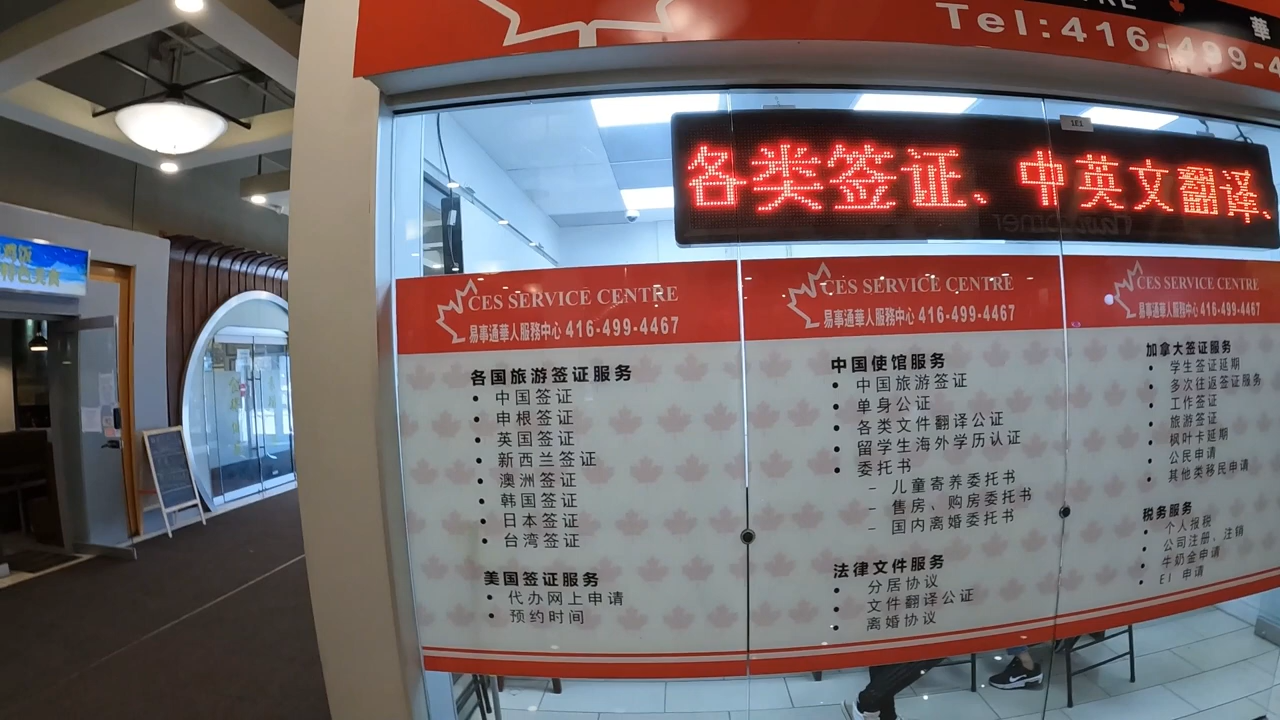 Tel:416-499-4
華
各类签证、中英文翻译、
1E1
CES SERVICE CENTRE
易事通華人服務中心 416-499-4467
各国旅游签证服务
• 中国签证
• 申根签证
• 英国签证
• 新西兰签证
• 澳洲签证
• 韩国签证
• 日本签证
• 台湾签证
美国签证服务
• 代办网上申请
• 预约时间
CES SERVICE CENTRE
易事通華人服務中心 416-499-4467
中国使馆服务
• 中国旅游签证
• 单身公证
• 各类文件翻译公证
• 留学生海外学历认证
• 委托书
– 儿童寄养委托书
– 售房、购房委托书
– 国内离婚委托书
法律文件服务
• 分居协议
• 文件翻译公证
• 离婚协议
CES SERVICE CENTRE
易事通華人服務中心 416-499-4467
加拿大签证服务
• 学生签证延期
• 多次往返签证服务
• 工作签证
• 旅游签证
• 枫叶卡延期
• 公民申请
• 其他类移民申请
税务服务
• 个人报税
• 公司注册、注销
• 牛奶金申请
• EI 申请